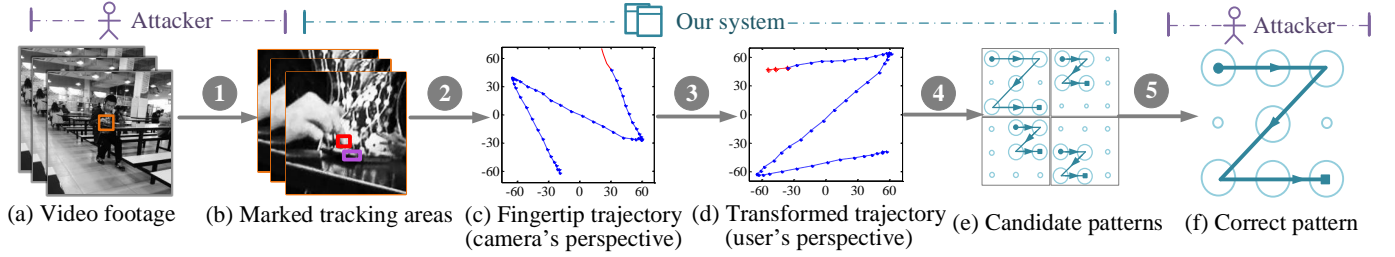 Attacker
Our system
Attacker
1
2
3
4
5
60
30
0
-30
-60
-60 -30 0 30 60
60
30
0
-30
-60
-60 -30 0 30 60
(a) Video footage
(b) Marked tracking areas
(c) Fingertip trajectory
(camera's perspective)
(d) Transformed trajectory
(user's perspective)
(e) Candidate patterns
(f) Correct pattern